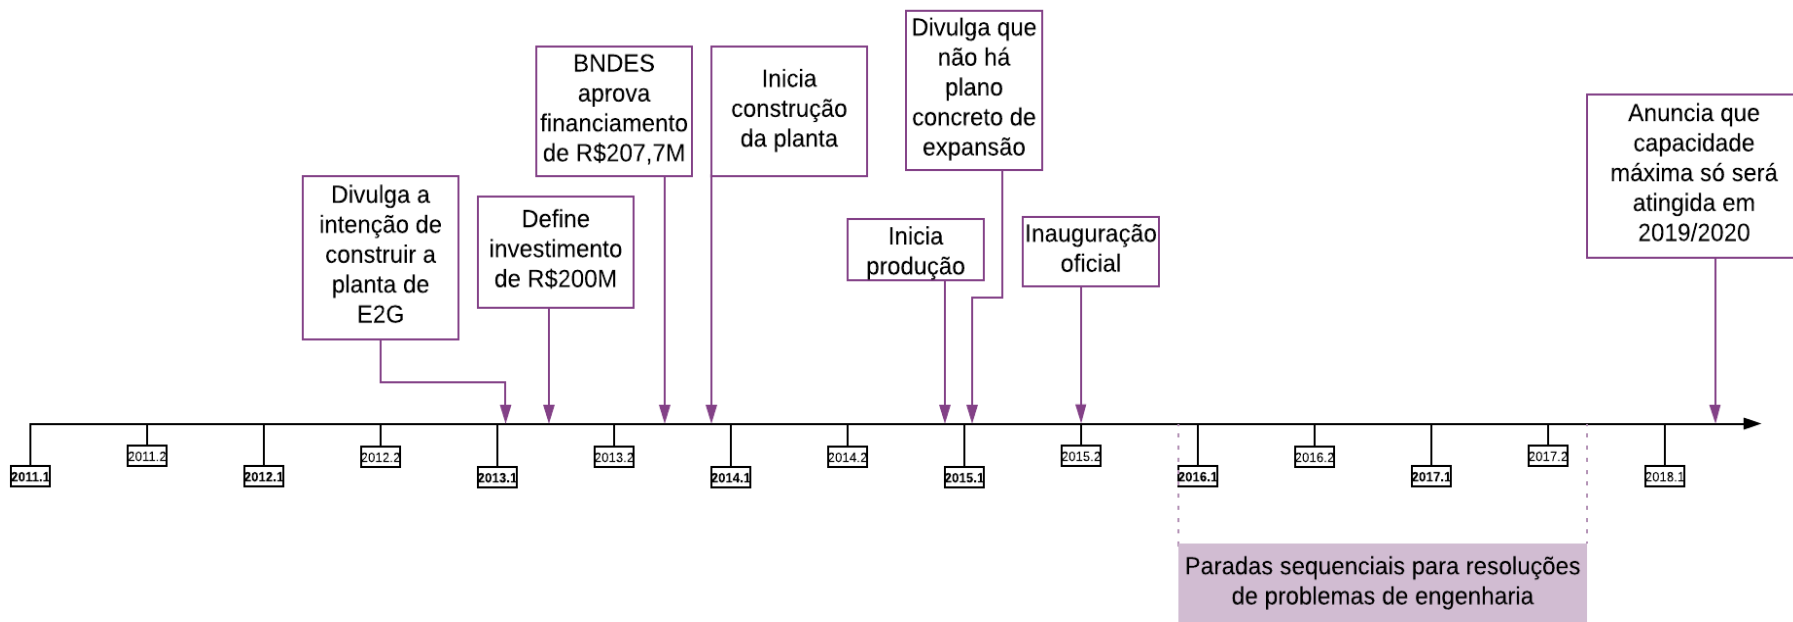 Divulga a
intenção de
construir a
planta de
E2G
Define
investimento
de R$200M
BNDES
aprova
financiamento
de R$207,7M
Inicia
construção
da planta
Inicia
produção
Divulga que
não há
plano
concreto de
expansão
Inauguração
oficial
Anuncia que
capacidade
máxima só será
atingida em
2019/2020
2011.1
2011.2
2012.1
2012.2
2013.1
2013.2
2014.1
2014.2
2015.1
2015.2
2016.1
2016.2
2017.1
2017.2
2018.1
Paradas sequenciais para resoluções
de problemas de engenharia